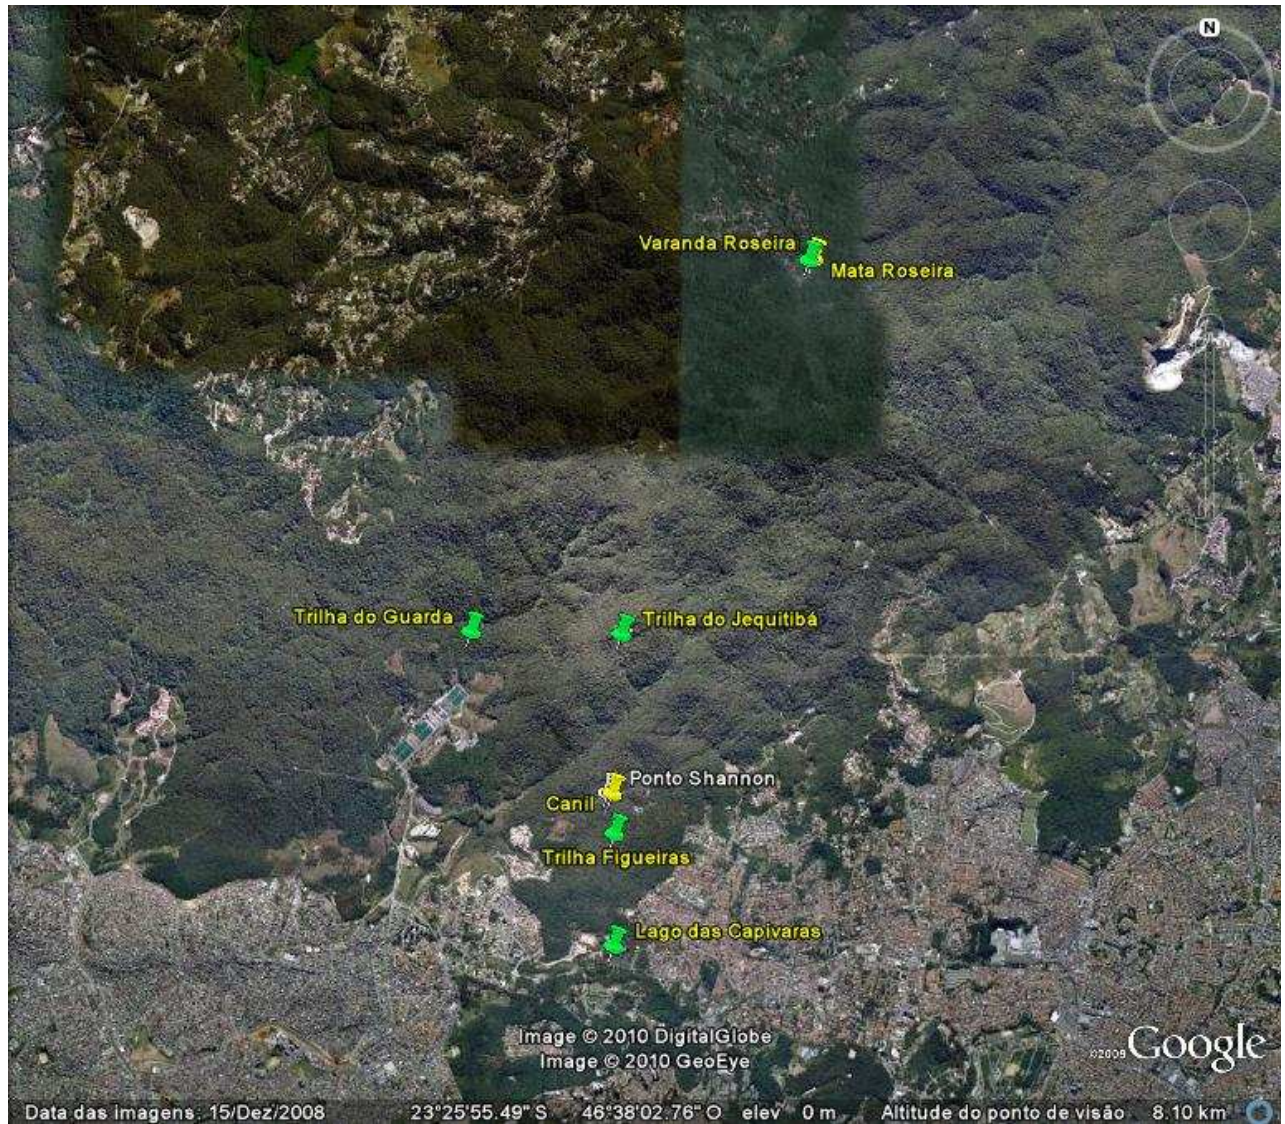 N
Varanda Roseira
Mata Roseira
Trilha do Guarda
Trilha do Jequitibá
Ponto Shannon
Canil
Trilha Figueiras
Lago das Capivaras
Image © 2010 DigitalGlobe
Image © 2010 GeoEye
©2009 Google
Data das imagens: 15/Dez/2008 23°25'55.49" S 46°38'02.76" O elev 0 m Altitude do ponto de visão 8.10 km